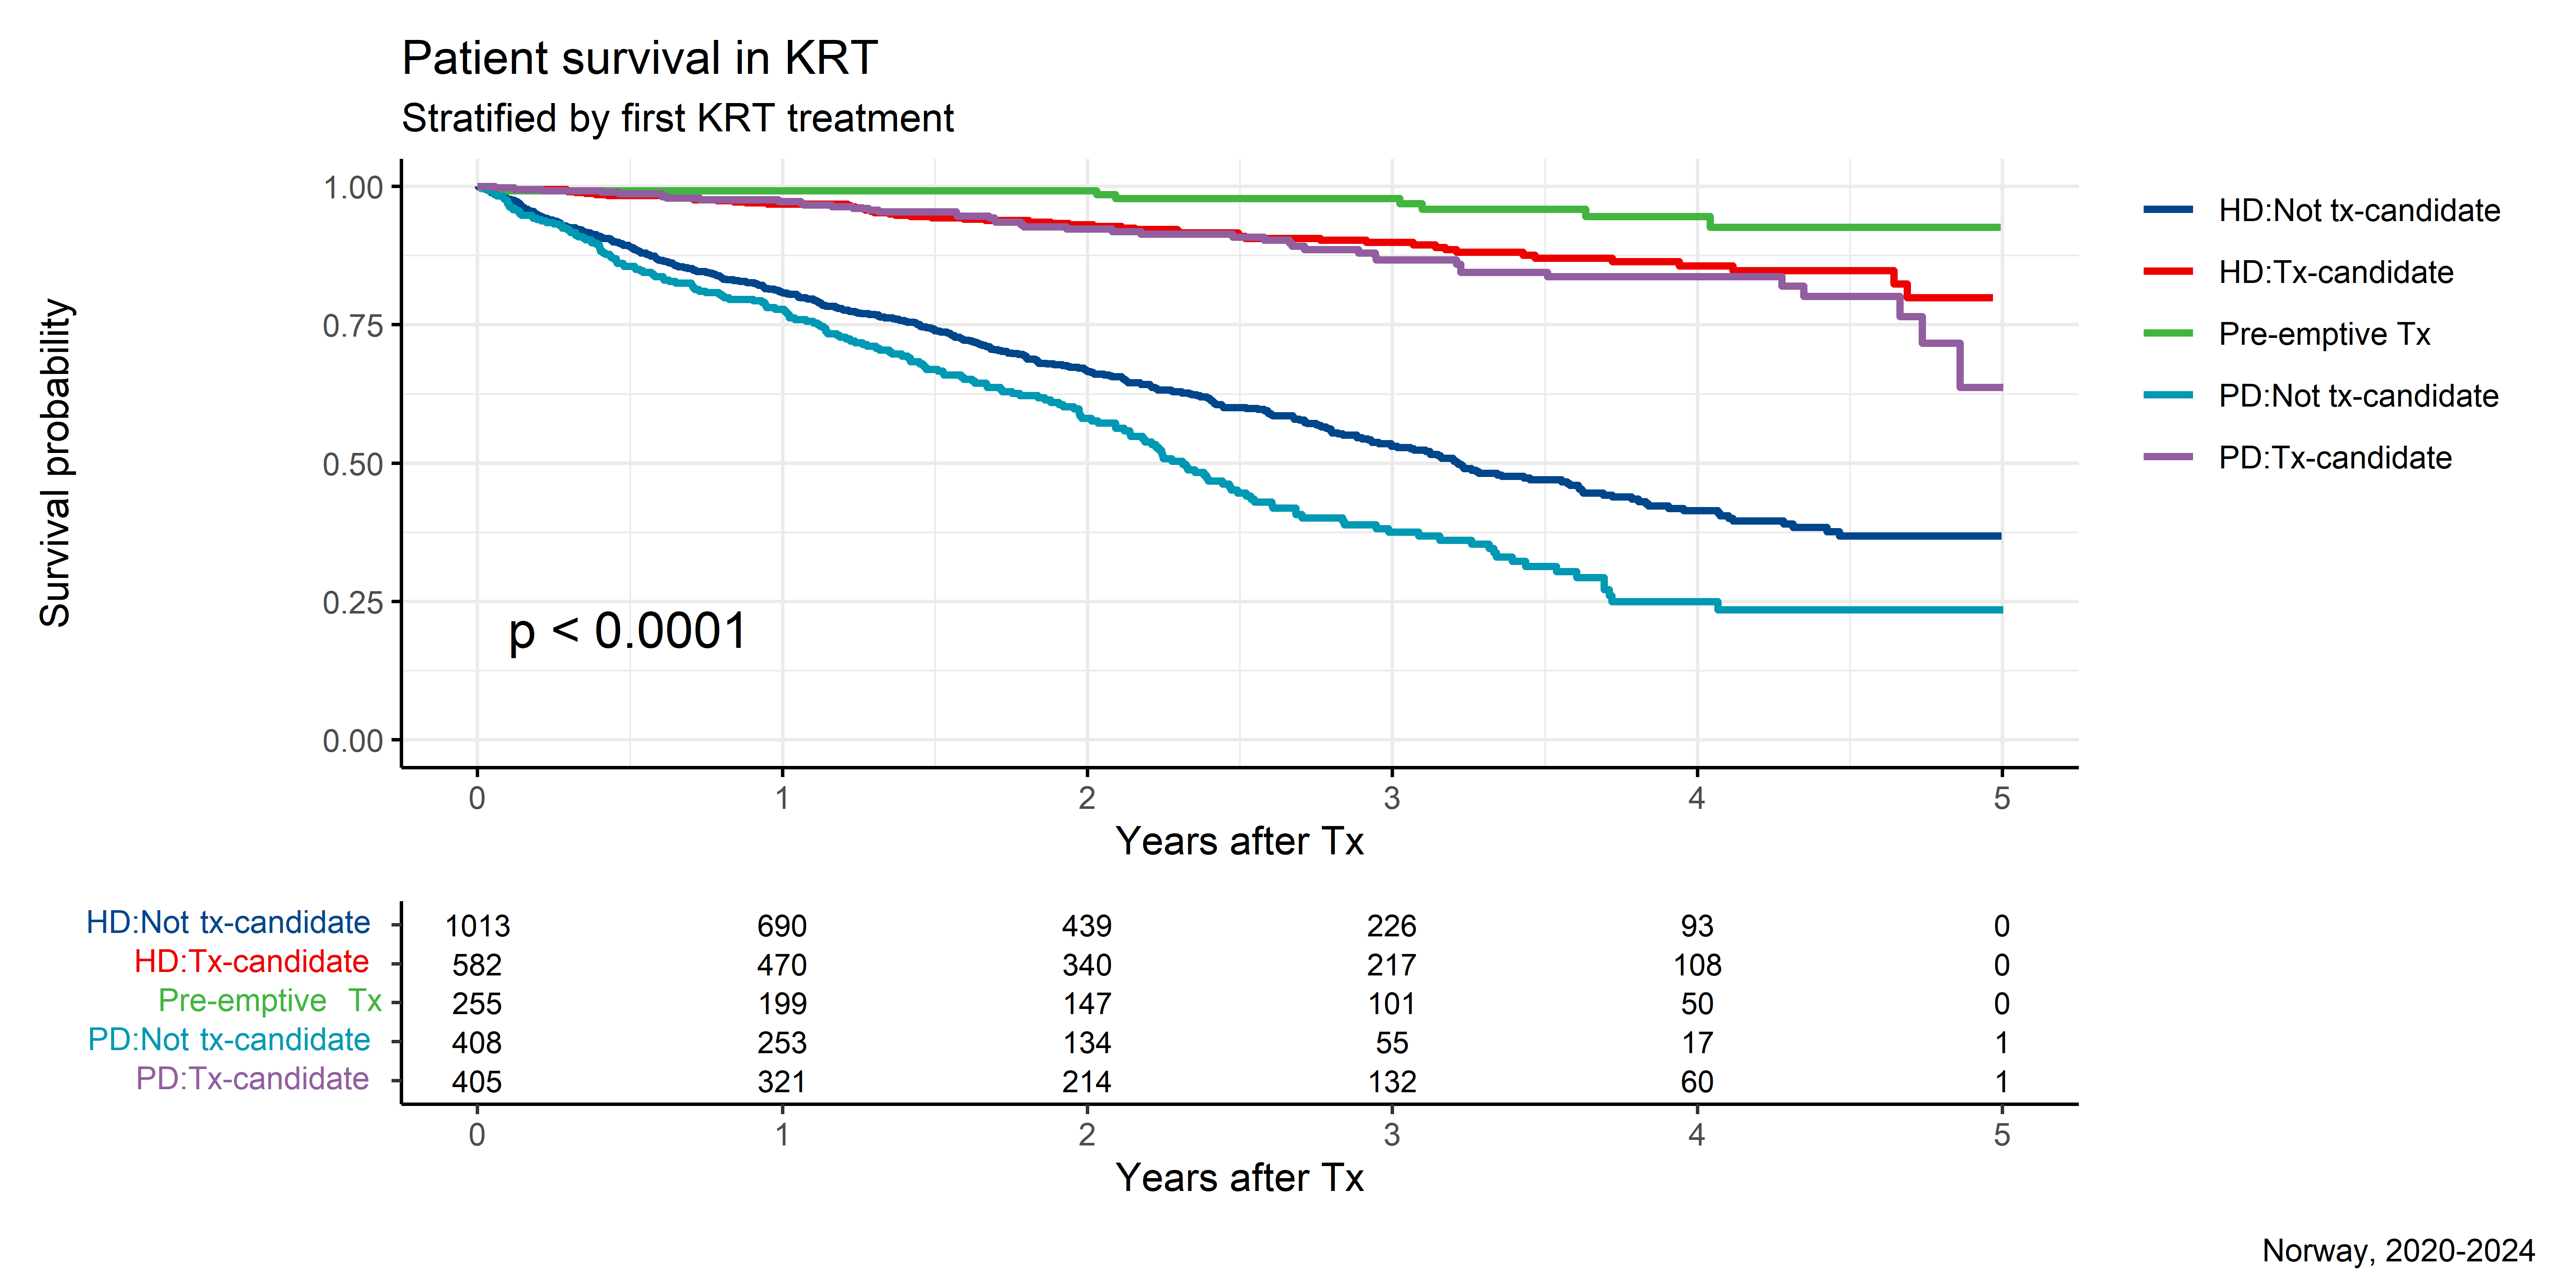 Patient survival in KRT
Stratified by first KRT treatment
Survival probability
1.00
0.75
0.50
0.25
0.00
p < 0.0001
0 1 2 3 4 5
Years after Tx
HD:Not tx-candidate
HD:Tx-candidate
Pre-emptive Tx
PD:Not tx-candidate
PD:Tx-candidate
HD:Not tx-candidate 1013 690 439 226 93 0
HD:Tx-candidate 582 470 340 217 108 0
Pre-emptive Tx 255 199 147 101 50 0
PD:Not tx-candidate 408 253 134 55 17 1
PD:Tx-candidate 405 321 214 132 60 1
0 1 2 3 4 5
Years after Tx
Norway, 2020-2024